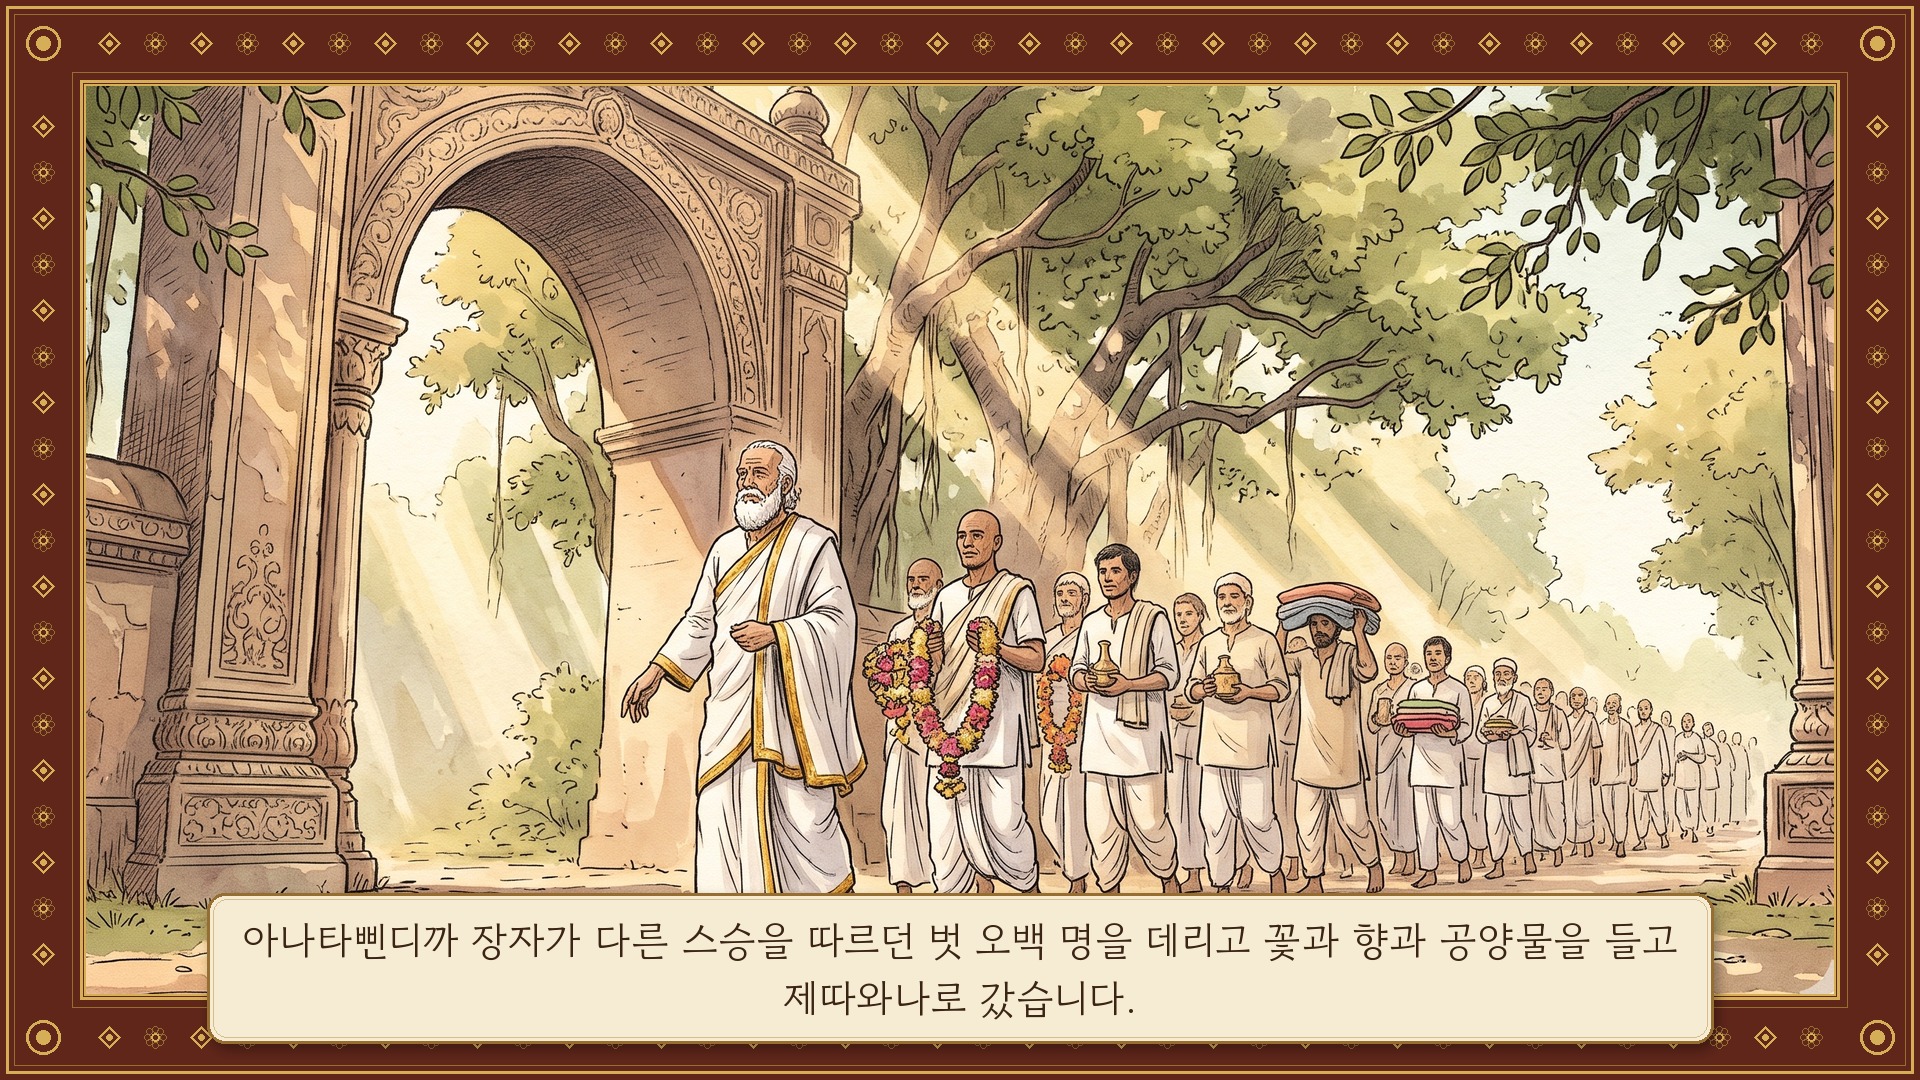 아나타삔디까 장자가 다른 스승을 따르던 벗 오백 명을 데리고 꽃과 향과 공양물을 들고
제따와나로 갔습니다.